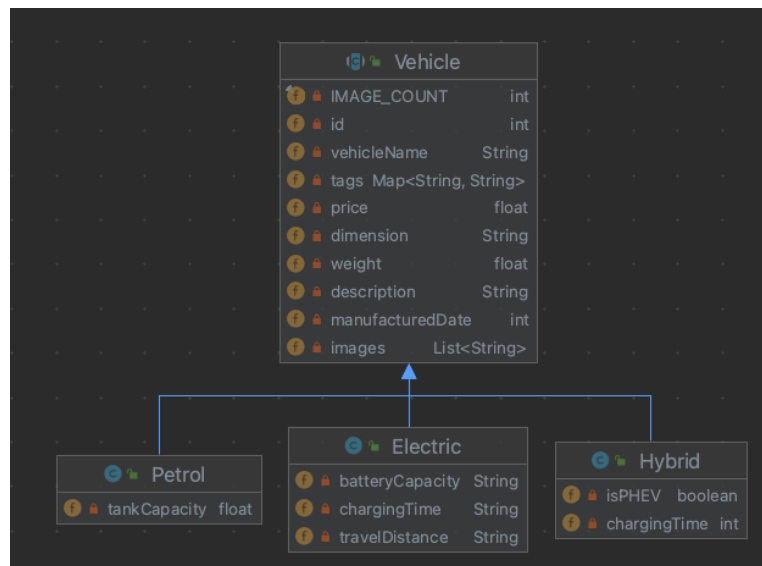 Vehicle
IMAGE_COUNT int
id int
vehicleName String
tags Map<String, String>
price float
dimension String
weight float
description String
manufacturedDate int
images List<String>
Petrol
tankCapacity float
Electric
batteryCapacity String
chargingTime String
travelDistance String
Hybrid
isPHEV boolean
chargingTime int